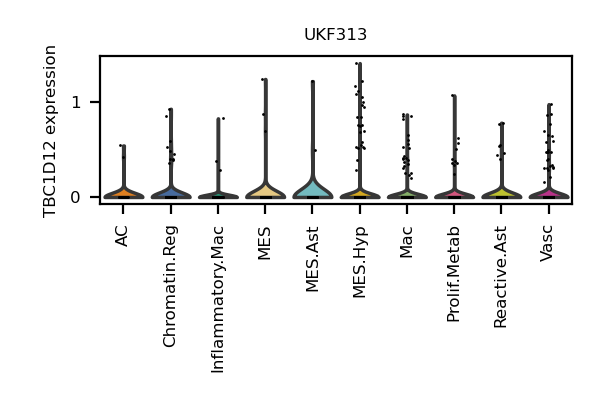 UKF313
TBC1D12 expression
1
0
AC
Chromatin.Reg
Inflammatory.Mac
MES
MES.Ast
MES.Hyp
Mac
Prolif.Metab
Reactive.Ast
Vasc